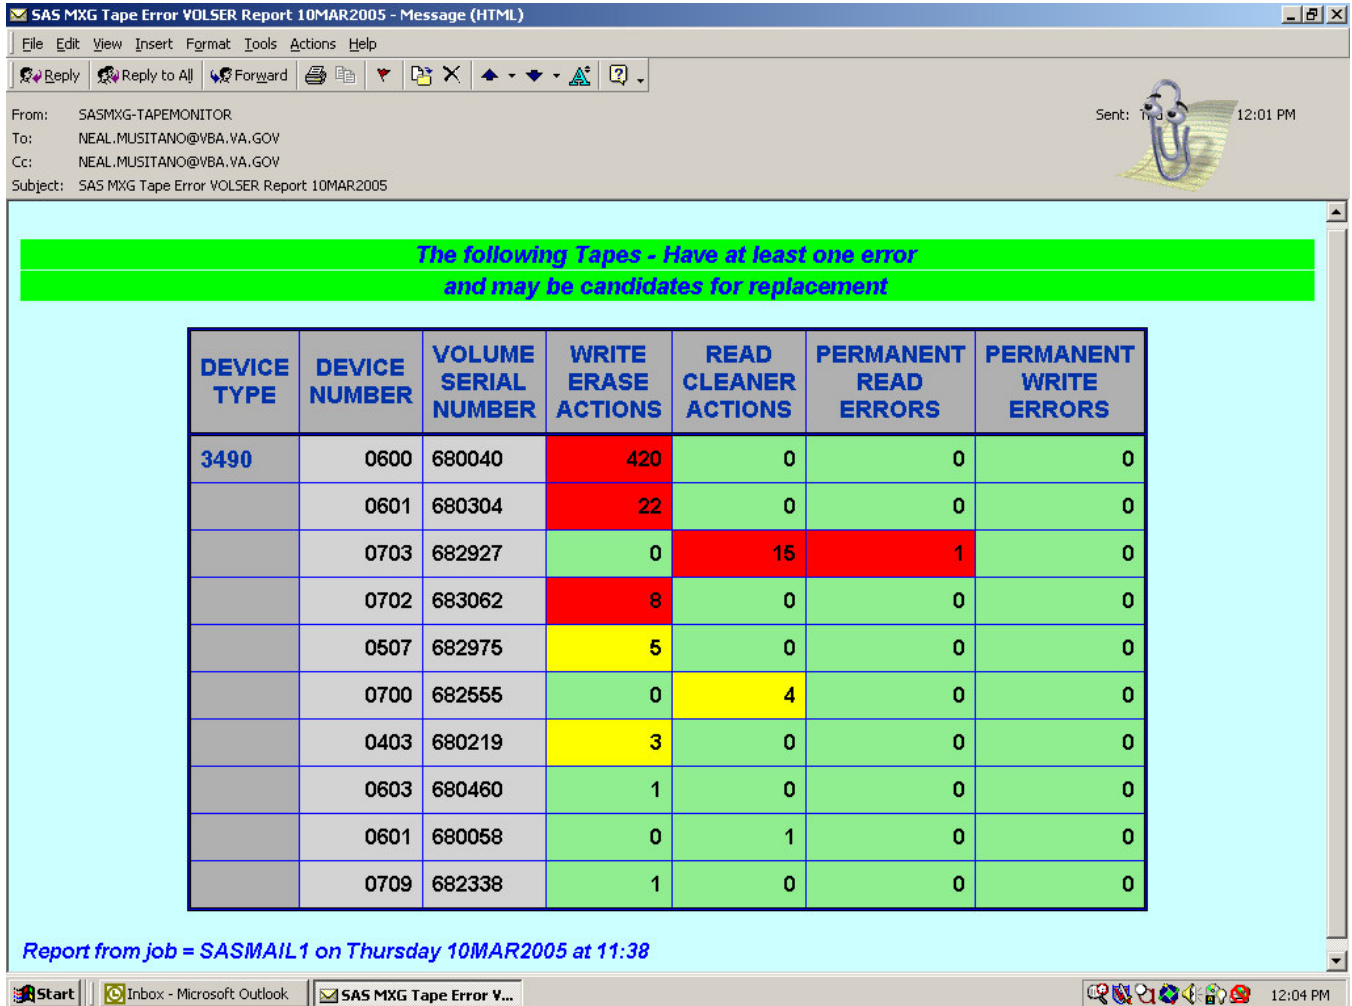 SAS MXG Tape Error VOLSER Report 10MAR2005 - Message (HTML)
File Edit View Insert Format Tools Actions Help
Reply Reply to All Forward
From: SASMXG-TAPEMONITOR
Sent: 12:01 PM
To: NEAL.MUSITANO@VBA.VA.GOV
Cc: NEAL.MUSITANO@VBA.VA.GOV
Subject: SAS MXG Tape Error VOLSER Report 10MAR2005
The following Tapes - Have at least one error
and may be candidates for replacement
DEVICE TYPE DEVICE NUMBER VOLUME SERIAL NUMBER WRITE ERASE ACTIONS READ CLEANER ACTIONS PERMANENT READ ERRORS PERMANENT WRITE ERRORS
3490 0600 680040 420 0 0 0
0601 680304 22 0 0 0
0703 682927 0 15 1 0
0702 683062 8 0 0 0
0507 682975 5 0 0 0
0700 682555 0 4 0 0
0403 680219 3 0 0 0
0603 680460 1 0 0 0
0601 680058 0 1 0 0
0709 682338 1 0 0 0
Report from job = SASMAIL1 on Thursday 10MAR2005 at 11:38
Start Inbox - Microsoft Outlook SAS MXG Tape Error V... 12:04 PM